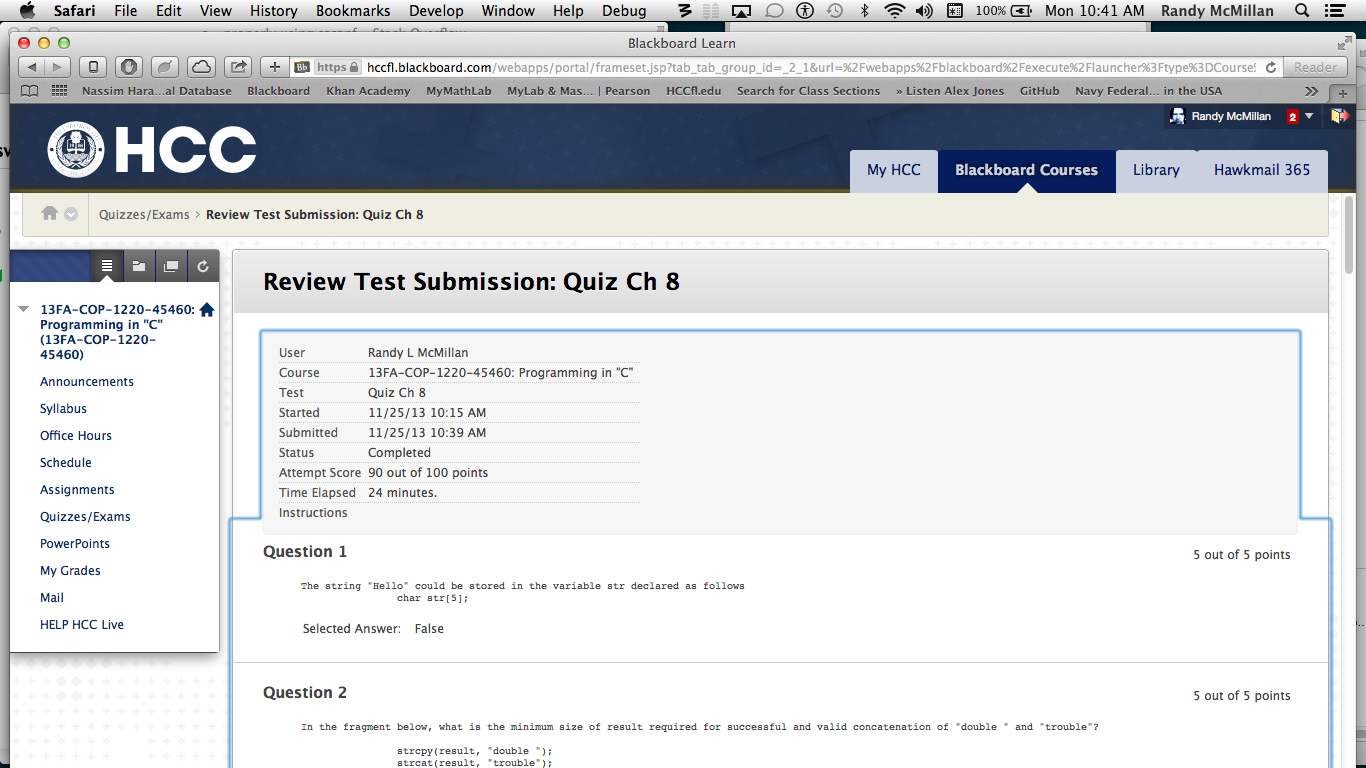 Safari File Edit View History Bookmarks Develop Window Help Debug 100% Mon 10:41 AM Randy McMillan
Blackboard Learn
Bb https hccfl.blackboard.com/webapps/portal/frameset.jsp?tab_tab_group_id=_2_1&url=%2Fwebapps%2Fblackboard%2Fexecute%2Flauncher%3Ftype%3DCourse Reader
Nassim Hara...al Database Blackboard Khan Academy MyMathLab MyLab & Mas... | Pearson HCCfl.edu Search for Class Sections » Listen Alex Jones GitHub Navy Federal... in the USA
Randy McMillan 2
HCC
My HCC Blackboard Courses Library Hawkmail 365
Quizzes/Exams > Review Test Submission: Quiz Ch 8
13FA-COP-1220-45460:
Programming in "C"
(13FA-COP-1220-
45460)
Announcements
Syllabus
Office Hours
Schedule
Assignments
Quizzes/Exams
PowerPoints
My Grades
Mail
HELP HCC Live
Review Test Submission: Quiz Ch 8
User Randy L McMillan
Course 13FA-COP-1220-45460: Programming in "C"
Test Quiz Ch 8
Started 11/25/13 10:15 AM
Submitted 11/25/13 10:39 AM
Status Completed
Attempt Score 90 out of 100 points
Time Elapsed 24 minutes.
Instructions
Question 1 5 out of 5 points
The string "Hello" could be stored in the variable str declared as follows
char str[5];
Selected Answer: False
Question 2 5 out of 5 points
In the fragment below, what is the minimum size of result required for successful and valid concatenation of "double " and "trouble"?
strcpy(result, "double ");
strcat(result, "trouble");